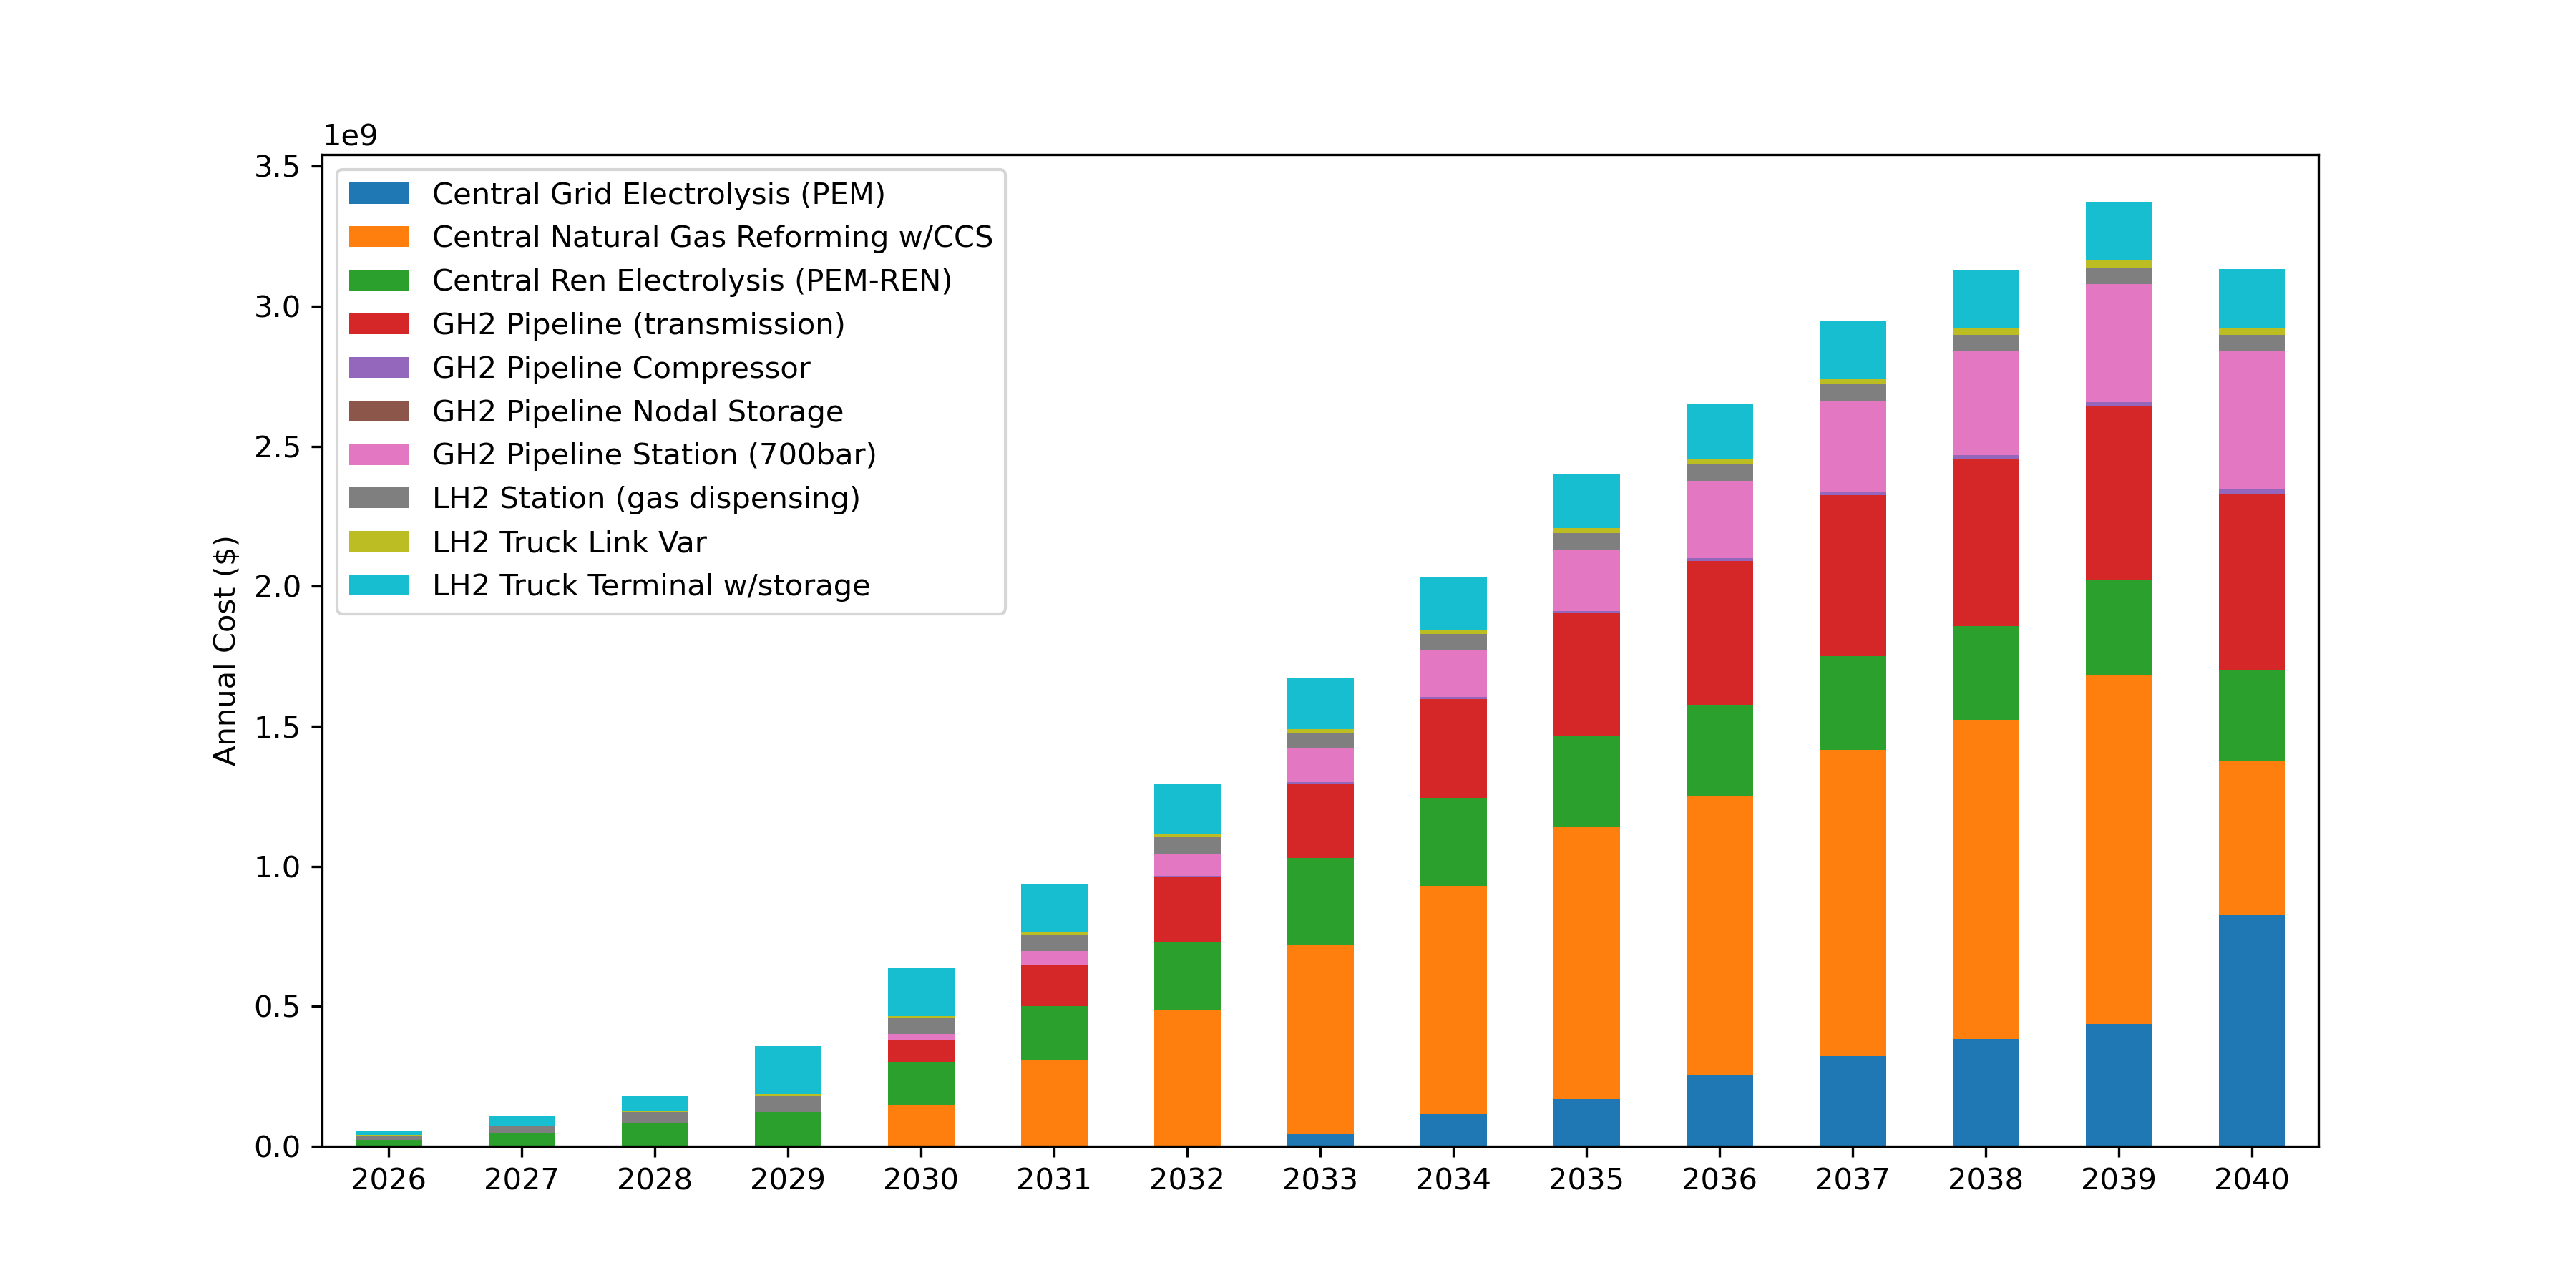 1e9
3.5
3.0
2.5
2.0
1.5
1.0
0.5
0.0
Annual Cost ($)
Central Grid Electrolysis (PEM)
Central Natural Gas Reforming w/CCS
Central Ren Electrolysis (PEM-REN)
GH2 Pipeline (transmission)
GH2 Pipeline Compressor
GH2 Pipeline Nodal Storage
GH2 Pipeline Station (700bar)
LH2 Station (gas dispensing)
LH2 Truck Link Var
LH2 Truck Terminal w/storage
2026 2027 2028 2029 2030 2031 2032 2033 2034 2035 2036 2037 2038 2039 2040